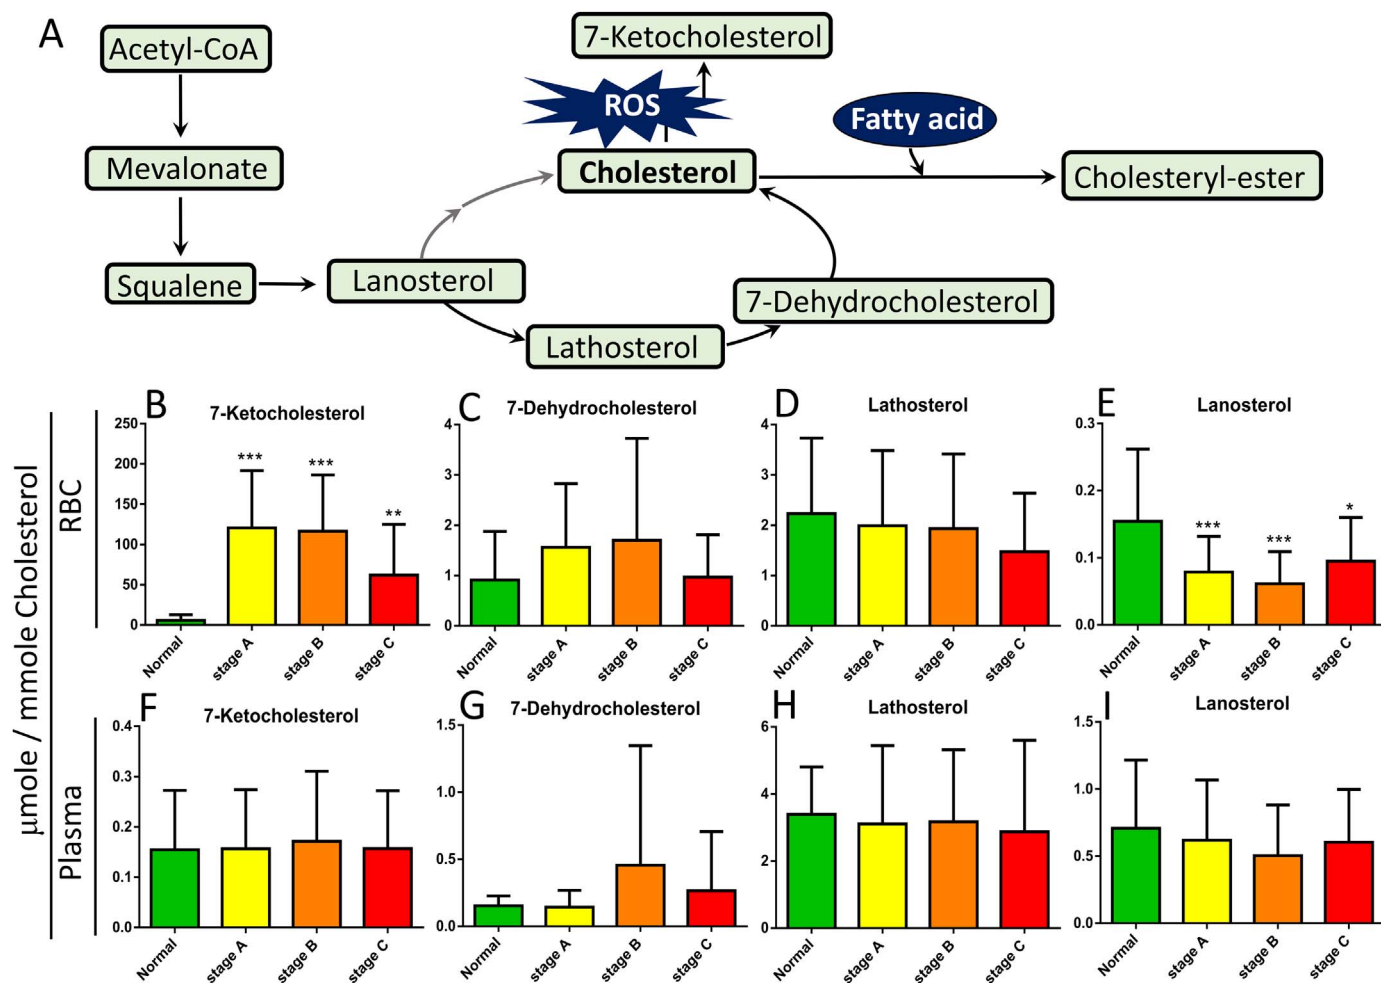 A
Acetyl-CoA
7-Ketocholesterol
ROS
Fatty acid
Mevalonate
Cholesterol
Cholesteryl-ester
Squalene
Lanosterol
7-Dehydrocholesterol
Lathosterol
μmole / mmole Cholesterol
RBC
B
7-Ketocholesterol
250
200
150
100
50
0
***
***
**
Normal
stage A
stage B
stage C
C
7-Dehydrocholesterol
4
3
2
1
0
Normal
stage A
stage B
stage C
D
Lathosterol
4
3
2
1
0
Normal
stage A
stage B
stage C
E
Lanosterol
0.3
0.2
0.1
0.0
***
***
*
Normal
stage A
stage B
stage C
Plasma
F
7-Ketocholesterol
0.4
0.3
0.2
0.1
0.0
Normal
stage A
stage B
stage C
G
7-Dehydrocholesterol
1.5
1.0
0.5
0.0
Normal
stage A
stage B
stage C
H
Lathosterol
6
4
2
0
Normal
stage A
stage B
stage C
I
Lanosterol
1.5
1.0
0.5
0.0
Normal
stage A
stage B
stage C